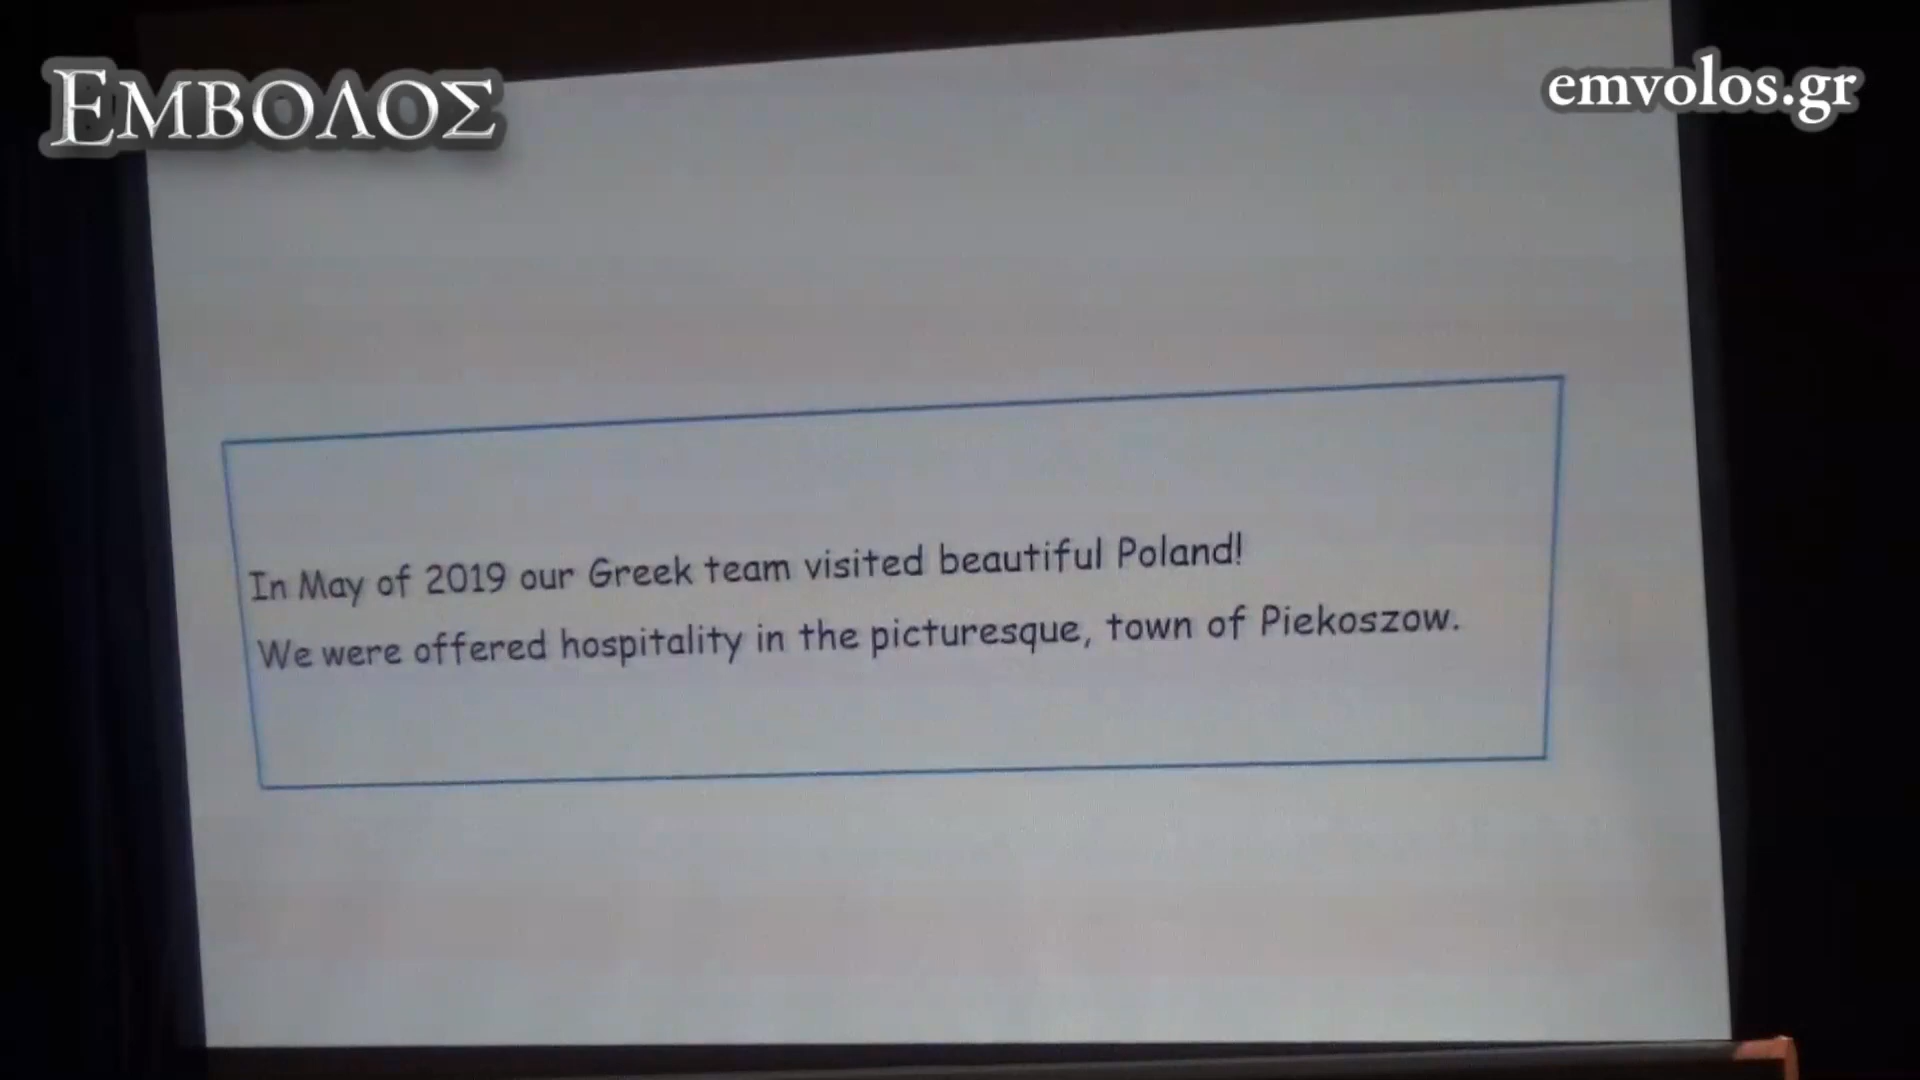 ΕΜΒΟΛΟΣ
emvolos.gr
In May of 2019 our Greek team visited beautiful Poland!
We were offered hospitality in the picturesque, town of Piekoszow.